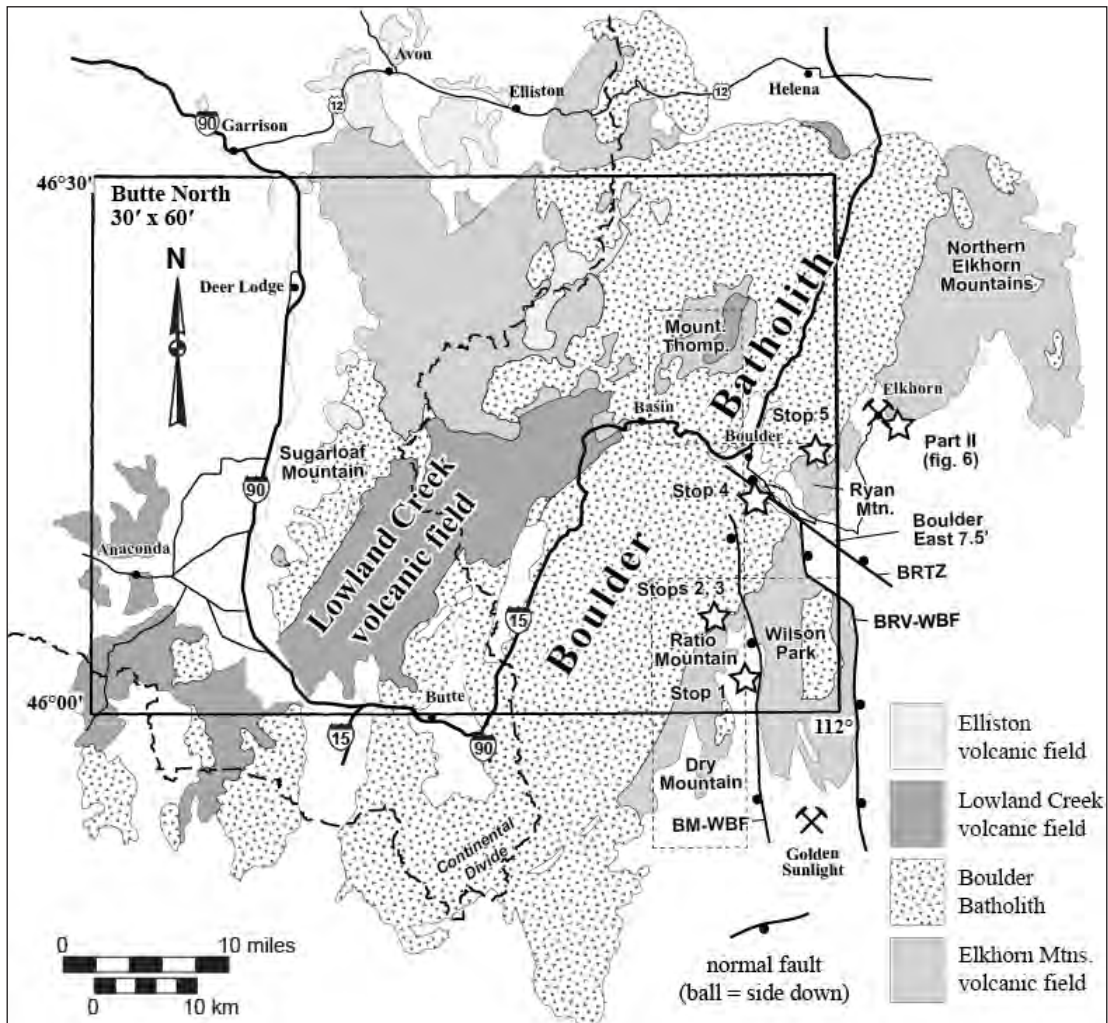 Avon
Elliston
12
12
Helena
90
Garrison
46°30'
Butte North
30' x 60'
N
Deer Lodge
Northern
Elkhorn
Mountains
Mount.
Thomp.
Batholith
Basin
Boulder
Elkhorn
Stop 5
Part II
(fig. 6)
Sugarloaf
Mountain
90
Stop 4
Ryan
Mtn.
Boulder
East 7.5'
BRTZ
Anaconda
Lowland Creek
volcanic field
Boulder
15
Stops 2, 3
Ratio
Mountain
Wilson
Park
BRV-WBF
Stop 1
46°00'
Butte
112°
15
90
Dry
Mountain
BM-WBF
Golden
Sunlight
Continental
Divide
Elliston
volcanic field
Lowland Creek
volcanic field
Boulder
Batholith
Elkhorn Mtns.
volcanic field
0 10 miles
0 10 km
normal fault
(ball = side down)